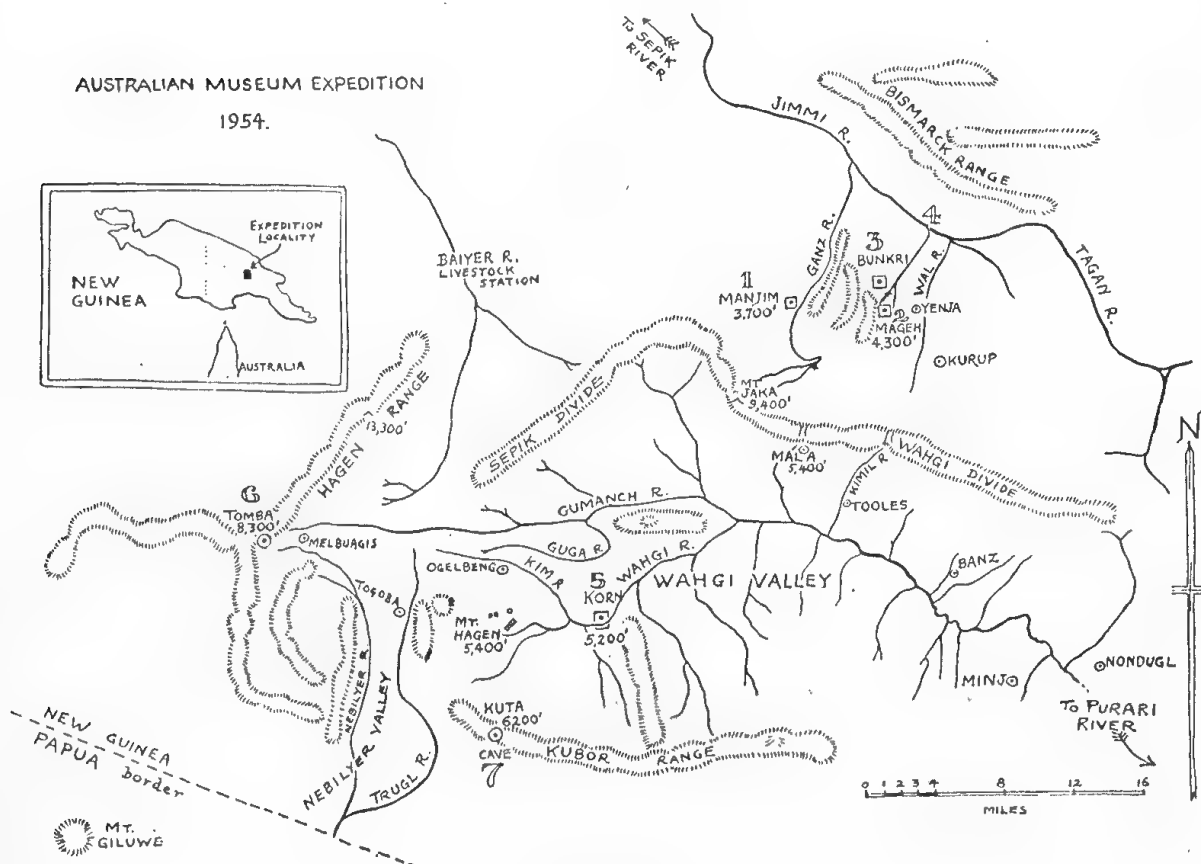 AUSTRALIAN MUSEUM EXPEDITION
1954.
NEW
GUINEA
EXPEDITION
LOCALITY
AUSTRALIA
TO SEPIK
RIVER
JIMMI R.
BISMARCK RANGE
BAIYER R.
LIVESTOCK
STATION
GANZ R.
4
3
BUNKRI
WAL R.
TAGAN R.
1
MANJIM
3,700'
2
MAGEH
4,300'
YENJA
KURUP
MT.
JAKA
9,400'
HAGEN RANGE
13,300'
SEPIK DIVIDE
MALA
5,400'
WAHGI DIVIDE
KIMIL R.
TOOLES
N
6
TOMBA
8,300'
MELBUAGIS
GUMANCH R.
GUGA R.
OGELBENG
KIM R.
WAHGI R.
WAHGI VALLEY
5
KORN
5,200'
BANZ
TOGOBA
MT.
HAGEN
5,400'
NEBILYER R.
NEBILYER VALLEY
TRUGL R.
MINJ
NONDUGL
TO PURARI
RIVER
KUTA
6200'
CAVE
7
KUBOR RANGE
NEW GUINEA
PAPUA Border
MT.
GILUWE
0 1 2 3 4 8 12 16
MILES